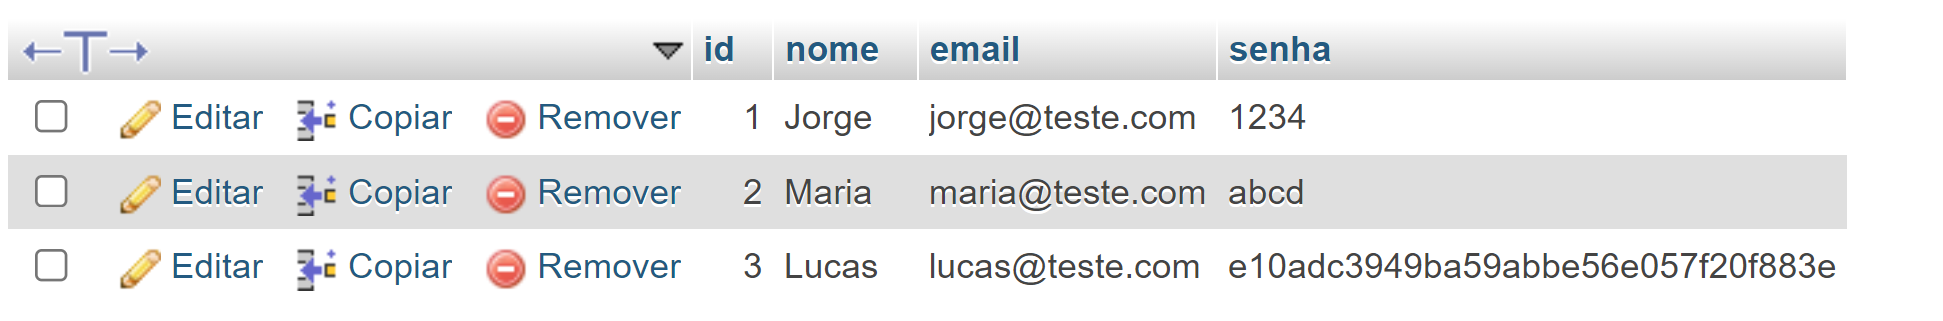 id nome email senha
Editar Copiar Remover 1 Jorge jorge@teste.com 1234
Editar Copiar Remover 2 Maria maria@teste.com abcd
Editar Copiar Remover 3 Lucas lucas@teste.com e10adc3949ba59abbe56e057f20f883e